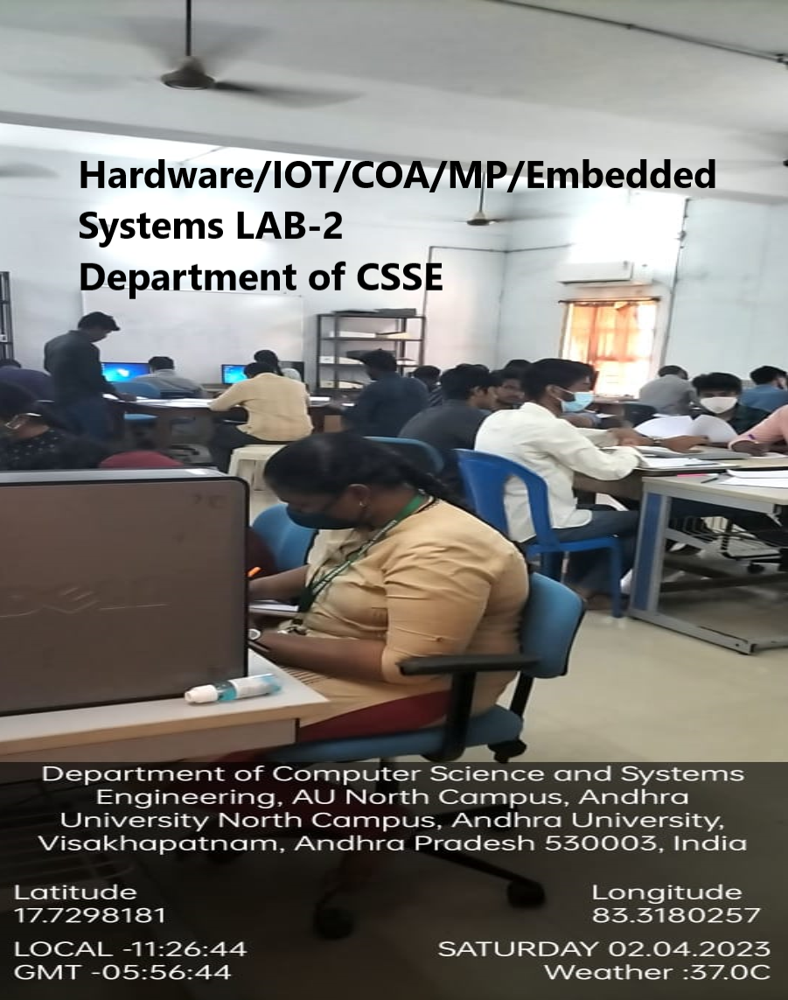 Hardware/IOT/COA/MP/Embedded
Systems LAB-2
Department of CSSE
DELL
Department of Computer Science and Systems
Engineering, AU North Campus, Andhra
University North Campus, Andhra University,
Visakhapatnam, Andhra Pradesh 530003, India
Latitude
17.7298181
Longitude
83.3180257
LOCAL -11:26:44
GMT -05:56:44
SATURDAY 02.04.2023
Weather :37.0C